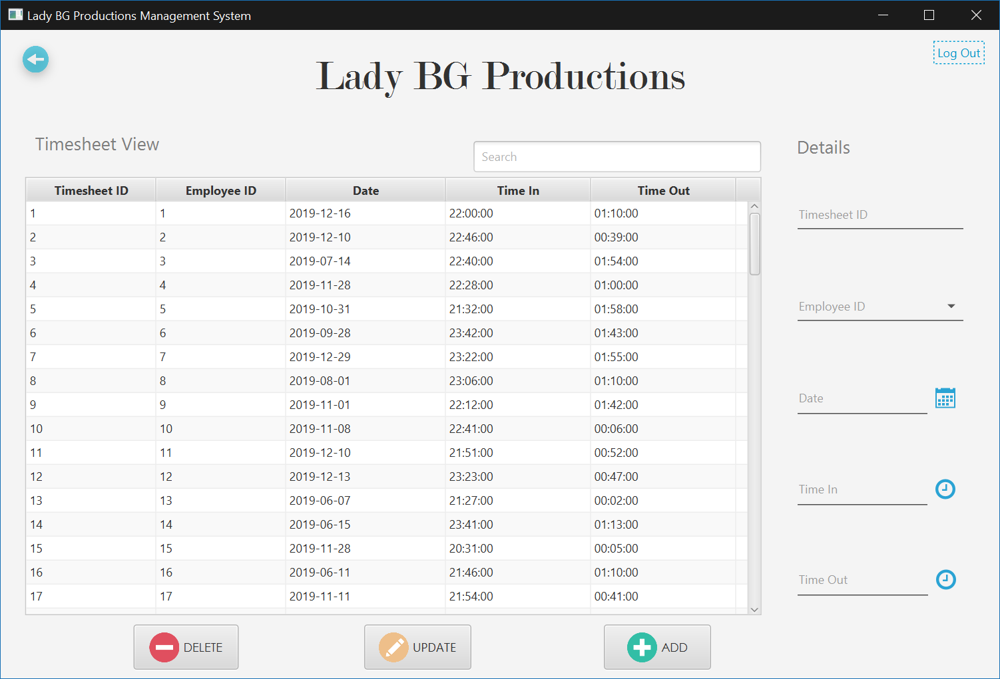 Lady BG Productions Management System
Log Out
Lady BG Productions
Timesheet View
Search
Details
Timesheet ID Employee ID Date Time In Time Out
1 1 2019-12-16 22:00:00 01:10:00
2 2 2019-12-10 22:46:00 00:39:00
3 3 2019-07-14 22:40:00 01:54:00
4 4 2019-11-28 22:28:00 01:00:00
5 5 2019-10-31 21:32:00 01:58:00
6 6 2019-09-28 23:42:00 01:43:00
7 7 2019-12-29 23:22:00 01:55:00
8 8 2019-08-01 23:06:00 01:10:00
9 9 2019-11-01 22:12:00 01:42:00
10 10 2019-11-08 22:41:00 00:06:00
11 11 2019-12-10 21:51:00 00:52:00
12 12 2019-12-13 23:23:00 00:47:00
13 13 2019-06-07 21:27:00 00:02:00
14 14 2019-06-15 23:41:00 01:13:00
15 15 2019-11-28 20:31:00 00:05:00
16 16 2019-06-11 21:46:00 01:10:00
17 17 2019-11-11 21:54:00 00:41:00
Timesheet ID
Employee ID
Date
Time In
Time Out
DELETE
UPDATE
ADD